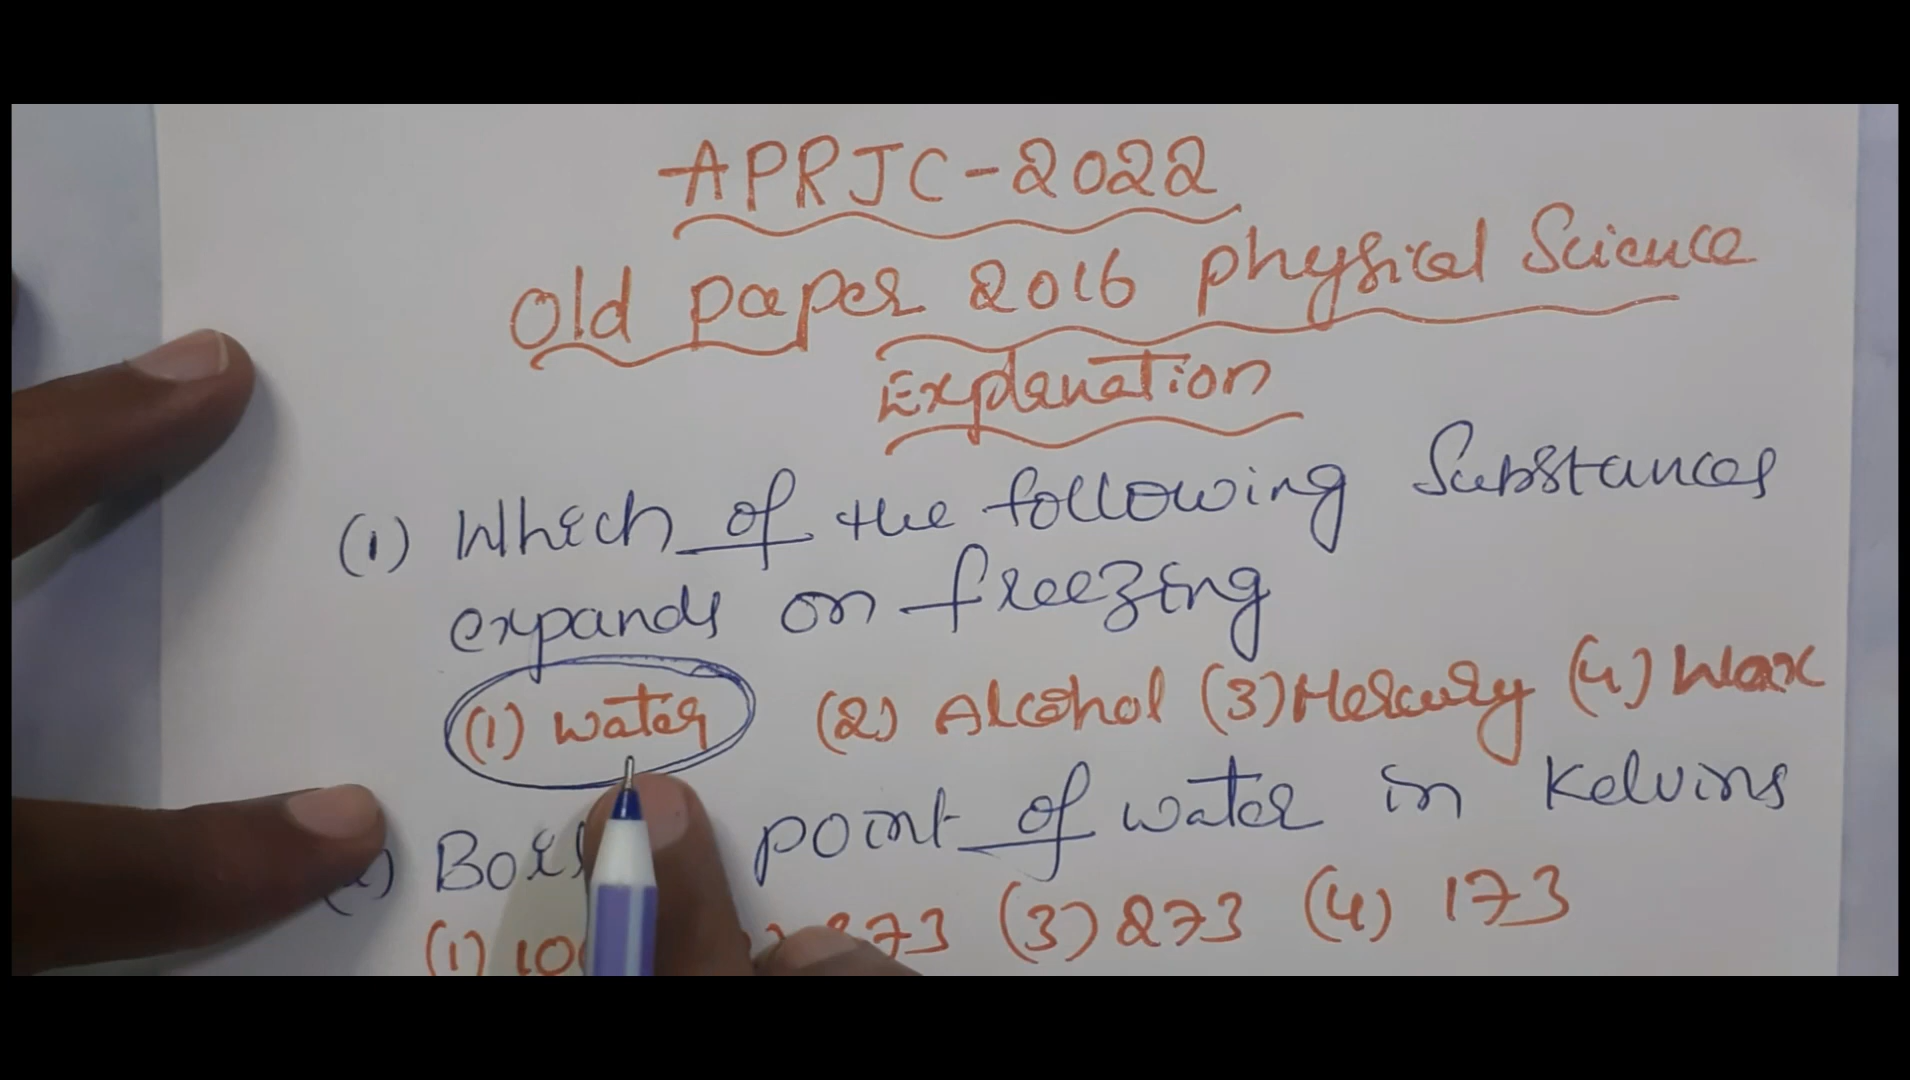 APRJC-2022
Old paper 2016 physical Science
Explanation
(1) Which of the following Substances
expands on freezing
(1) Water (2) Alcohol (3) Mercury (4) Wax
point of water in Kelvins
(1) (3) 273 (4) 173